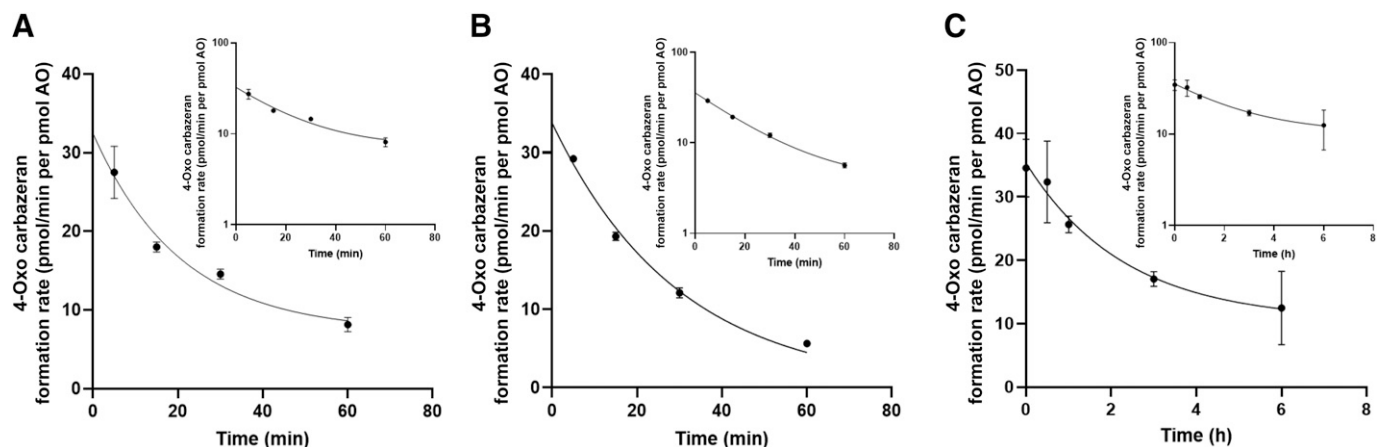 A
4-Oxo carbazeran
formation rate (pmol/min per pmol AO)
40
30
20
10
0
0 20 40 60 80
Time (min)
4-Oxo carbazeran
formation rate (pmol/min per pmol AO)
100
10
1
0 20 40 60 80
Time (min)
B
4-Oxo carbazeran
formation rate (pmol/min per pmol AO)
40
30
20
10
0
0 20 40 60 80
Time (min)
4-Oxo carbazeran
formation rate (pmol/min per pmol AO)
100
10
1
0 20 40 60 80
Time (min)
C
4-Oxo carbazeran
formation rate (pmol/min per pmol AO)
50
40
30
20
10
0
0 2 4 6 8
Time (h)
4-Oxo carbazeran
formation rate (pmol/min per pmol AO)
100
10
1
0 2 4 6 8
Time (h)